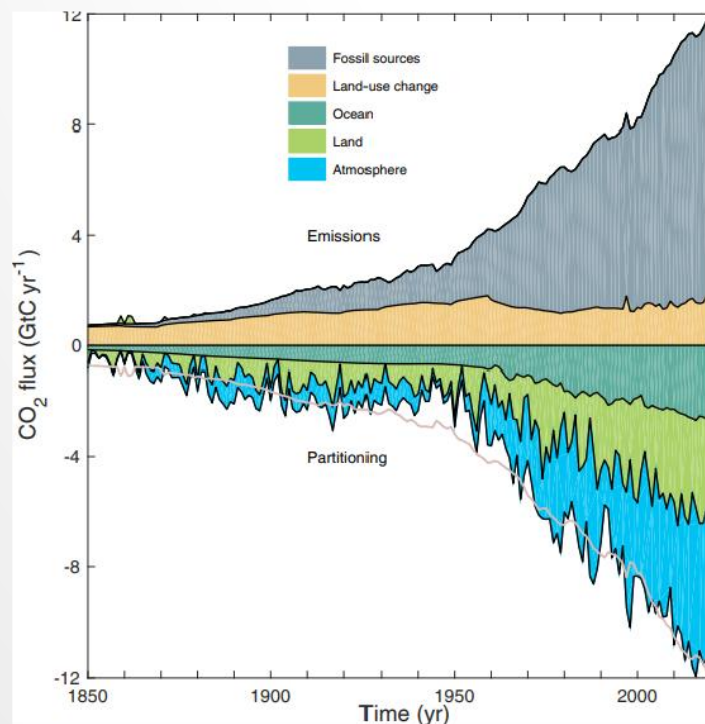 12
8
4
0
-4
-8
-12
CO2 flux (GtC yr-1)
Fossill sources
Land-use change
Ocean
Land
Atmosphere
Emissions
Partitioning
1850
1900
1950
2000
Time (yr)